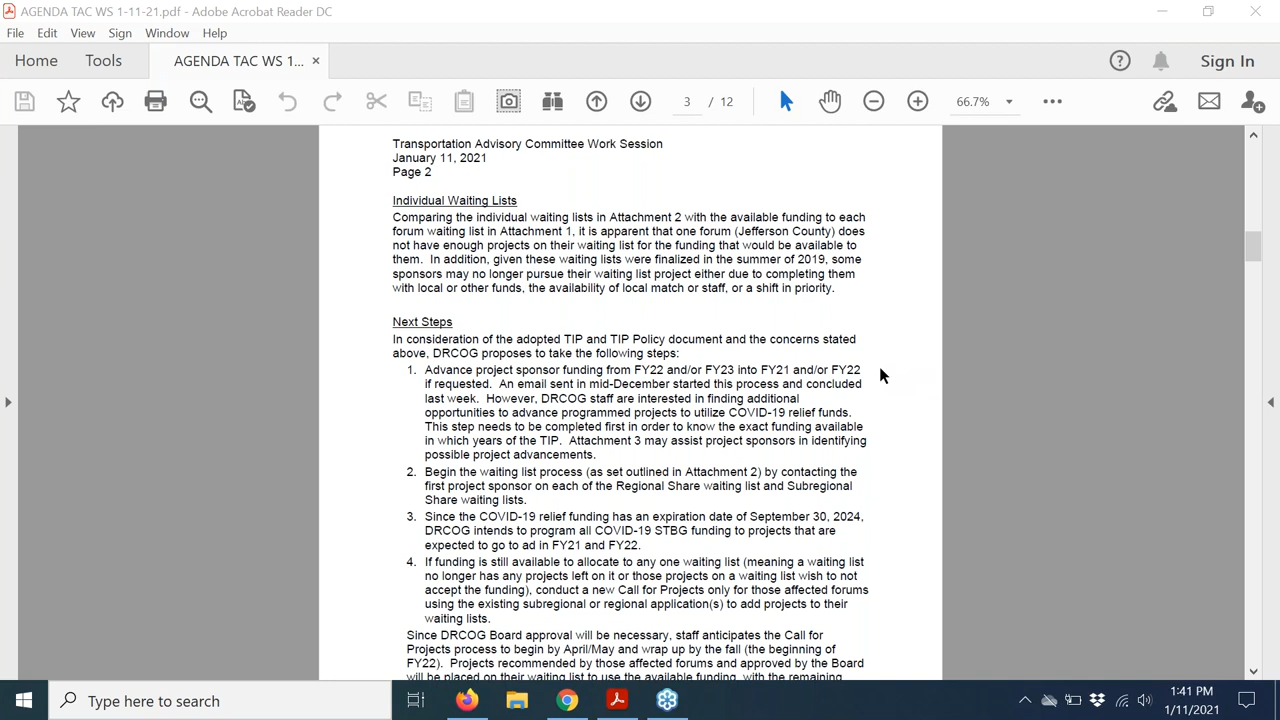 AGENDA TAC WS 1-11-21.pdf - Adobe Acrobat Reader DC
File Edit View Sign Window Help
Home Tools AGENDA TAC WS 1... × Sign In
3 / 12 66.7%
Transportation Advisory Committee Work Session
January 11, 2021
Page 2
Individual Waiting Lists
Comparing the individual waiting lists in Attachment 2 with the available funding to each
forum waiting list in Attachment 1, it is apparent that one forum (Jefferson County) does
not have enough projects on their waiting list for the funding that would be available to
them. In addition, given these waiting lists were finalized in the summer of 2019, some
sponsors may no longer pursue their waiting list project either due to completing them
with local or other funds, the availability of local match or staff, or a shift in priority.
Next Steps
In consideration of the adopted TIP and TIP Policy document and the concerns stated
above, DRCOG proposes to take the following steps:
1. Advance project sponsor funding from FY22 and/or FY23 into FY21 and/or FY22
if requested. An email sent in mid-December started this process and concluded
last week. However, DRCOG staff are interested in finding additional
opportunities to advance programmed projects to utilize COVID-19 relief funds.
This step needs to be completed first in order to know the exact funding available
in which years of the TIP. Attachment 3 may assist project sponsors in identifying
possible project advancements.
2. Begin the waiting list process (as set outlined in Attachment 2) by contacting the
first project sponsor on each of the Regional Share waiting list and Subregional
Share waiting lists.
3. Since the COVID-19 relief funding has an expiration date of September 30, 2024,
DRCOG intends to program all COVID-19 STBG funding to projects that are
expected to go to ad in FY21 and FY22.
4. If funding is still available to allocate to any one waiting list (meaning a waiting list
no longer has any projects left on it or those projects on a waiting list wish to not
accept the funding), conduct a new Call for Projects only for those affected forums
using the existing subregional or regional application(s) to add projects to their
waiting lists.
Since DRCOG Board approval will be necessary, staff anticipates the Call for
Projects process to begin by April/May and wrap up by the fall (the beginning of
FY22). Projects recommended by those affected forums and approved by the Board
will be placed on their waiting list to use the available funding, with the remaining
Type here to search
1:41 PM
1/11/2021